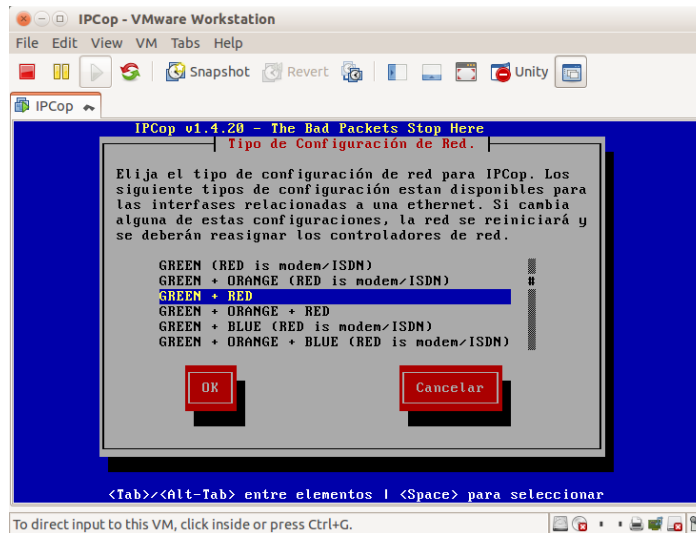 IPCop - VMware Workstation
File Edit View VM Tabs Help
Snapshot Revert Unity
IPCop
IPCop v1.4.20 - The Bad Packets Stop Here
Tipo de Configuración de Red.
Elija el tipo de configuración de red para IPCop. Los
siguiente tipos de configuración estan disponibles para
las interfases relacionadas a una ethernet. Si cambia
alguna de estas configuraciones, la red se reiniciará y
se deberán reasignar los controladores de red.
GREEN (RED is modem/ISDN)
GREEN + ORANGE (RED is modem/ISDN)
GREEN + RED
GREEN + ORANGE + RED
GREEN + BLUE (RED is modem/ISDN)
GREEN + ORANGE + BLUE (RED is modem/ISDN)
OK Cancelar
<Tab>/<Alt-Tab> entre elementos | <Space> para seleccionar
To direct input to this VM, click inside or press Ctrl+G.